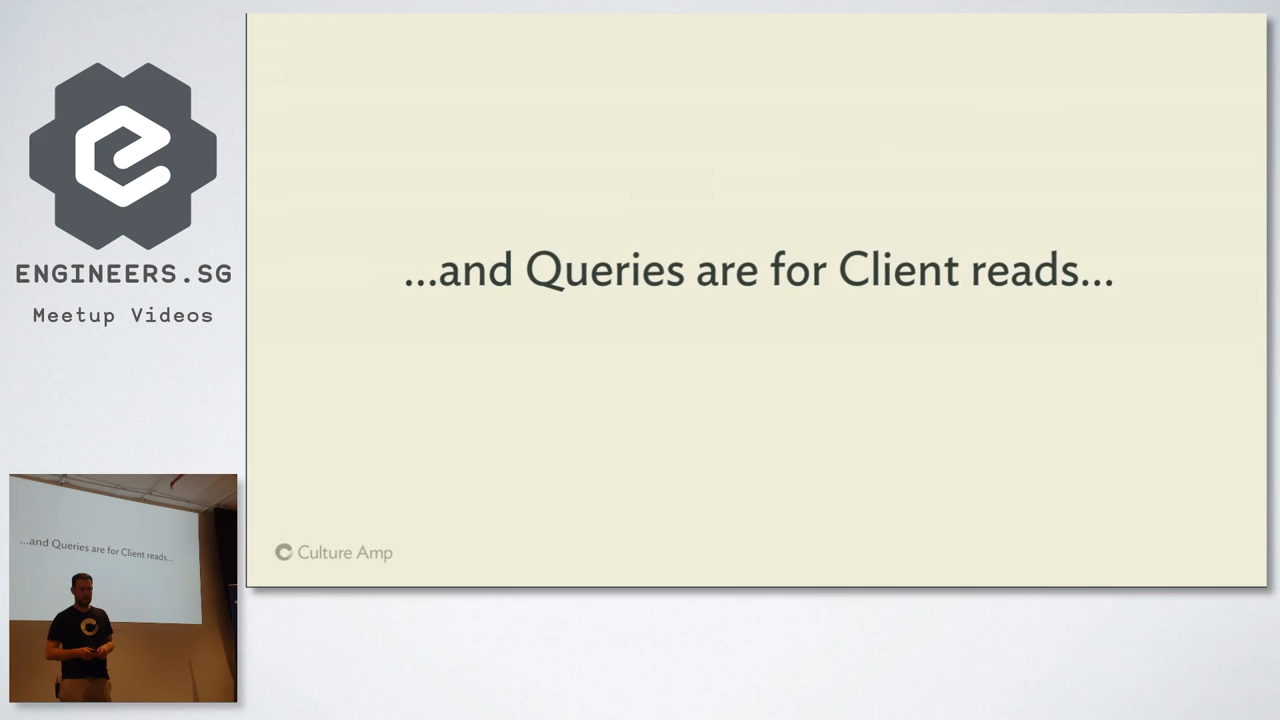 ENGINEERS.SG
Meetup Videos
...and Queries are for Client reads...
Culture Amp
...and Queries are for Client reads...